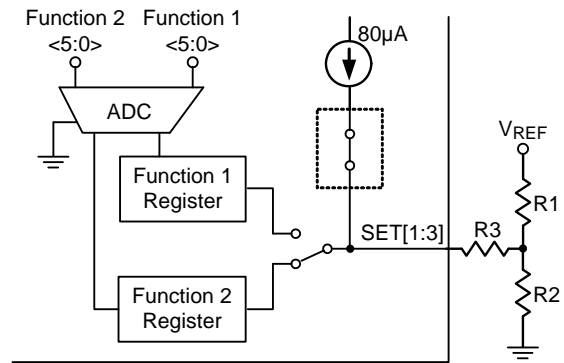 Function 2 Function 1
<5:0> <5:0>
80µA
ADC
VREF
Function 1
Register
R1
SET[1:3]
R3
Function 2
Register
R2